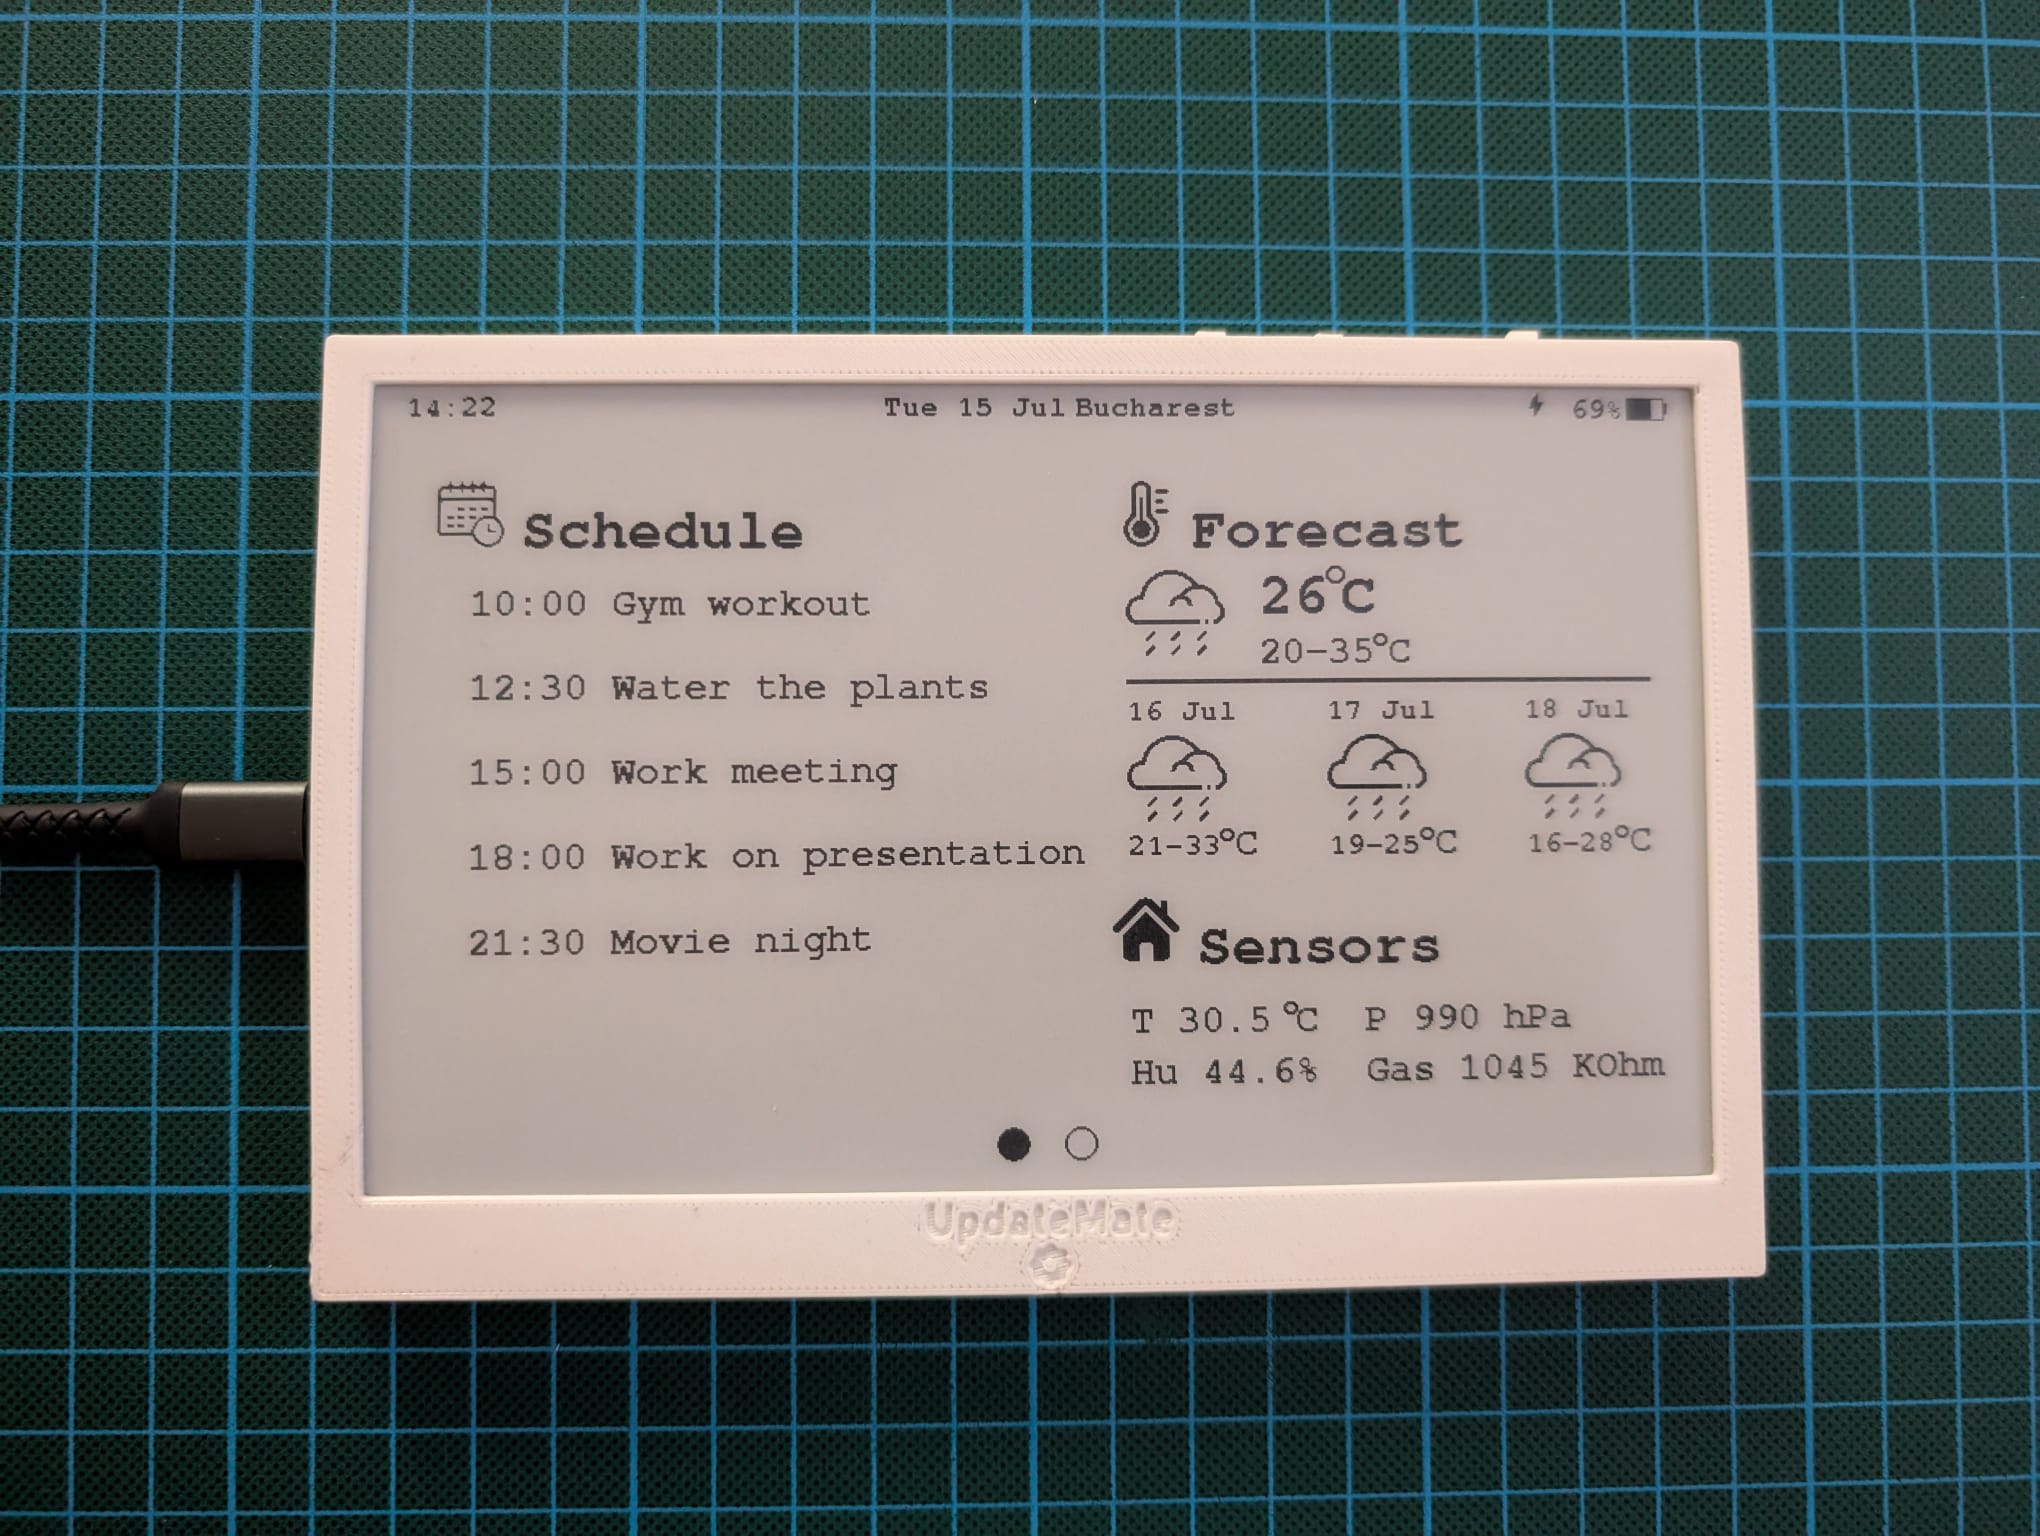 14:22 Tue 15 Jul Bucharest 69%
Schedule
10:00 Gym workout
12:30 Water the plants
15:00 Work meeting
18:00 Work on presentation
21:30 Movie night
Forecast
26°C
20-35°C
16 Jul 17 Jul 18 Jul
21-33°C 19-25°C 16-28°C
Sensors
T 30.5°C P 990 hPa
Hu 44.6% Gas 1045 KOhm
UpdateMate